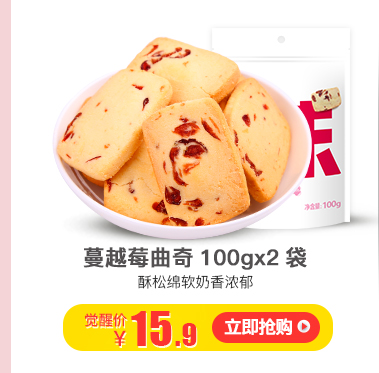 净含量:100g
蔓越莓曲奇 100gx2 袋
酥松绵软奶香浓郁
觉醒价
¥15.9
立即抢购